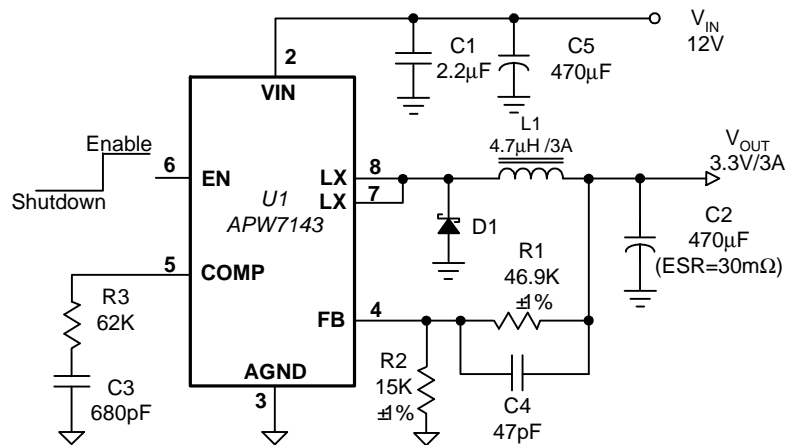 V_IN
12V
C1
2.2μF
C5
470μF
2
VIN
L1
4.7μH /3A
V_OUT
3.3V/3A
Enable
Shutdown
6
EN
U1
APW7143
LX
8
LX
7
D1
C2
470μF
(ESR=30mΩ)
5
COMP
R3
62K
C3
680pF
R1
46.9K
±1%
FB
4
R2
15K
±1%
C4
47pF
AGND
3